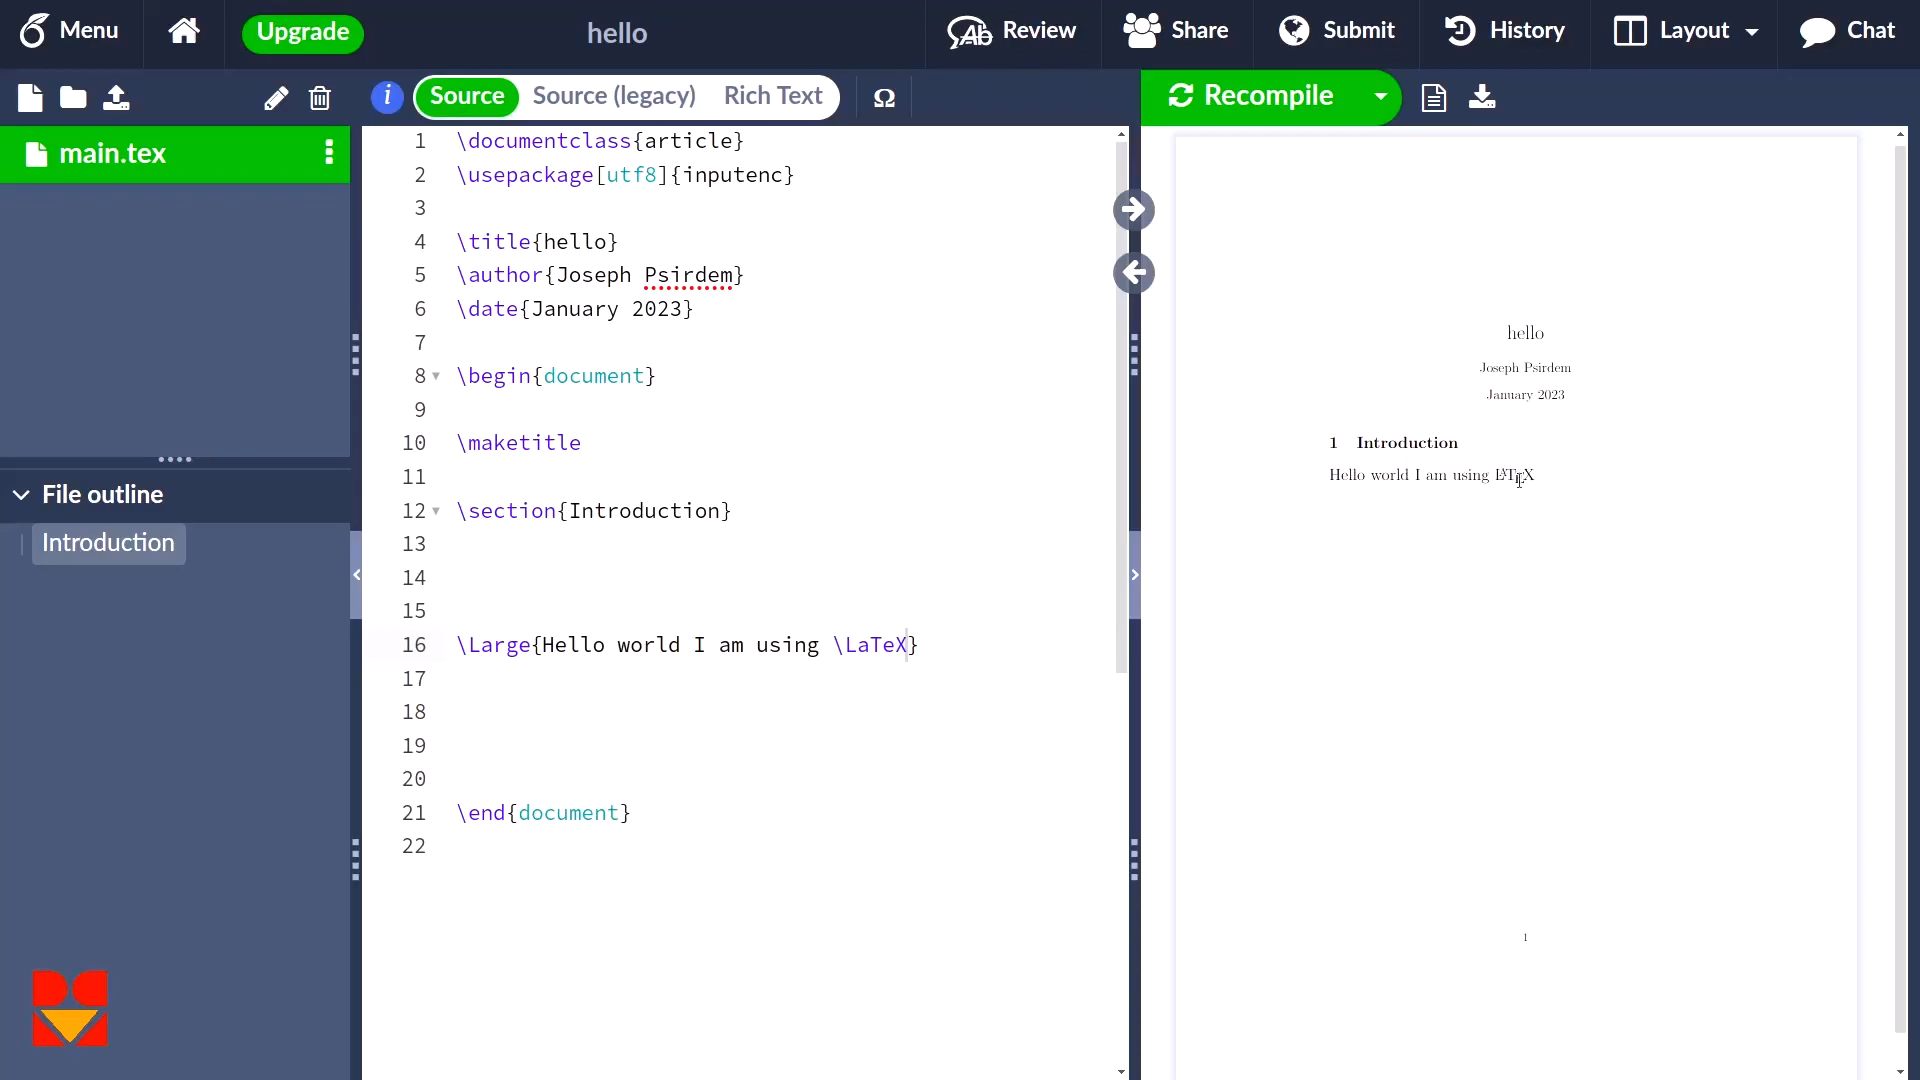 Menu
Upgrade
hello
Review
Share
Submit
History
Layout
Chat
i
Source
Source (legacy)
Rich Text
Ω
Recompile
main.tex
File outline
Introduction
1 \documentclass{article}
2 \usepackage[utf8]{inputenc}
3
4 \title{hello}
5 \author{Joseph Psirdem}
6 \date{January 2023}
7
8 \begin{document}
9
10 \maketitle
11
12 \section{Introduction}
13
14
15
16 \Large{Hello world I am using \LaTeX}
17
18
19
20
21 \end{document}
22
hello
Joseph Psirdem
January 2023
1 Introduction
Hello world I am using LATEX
1